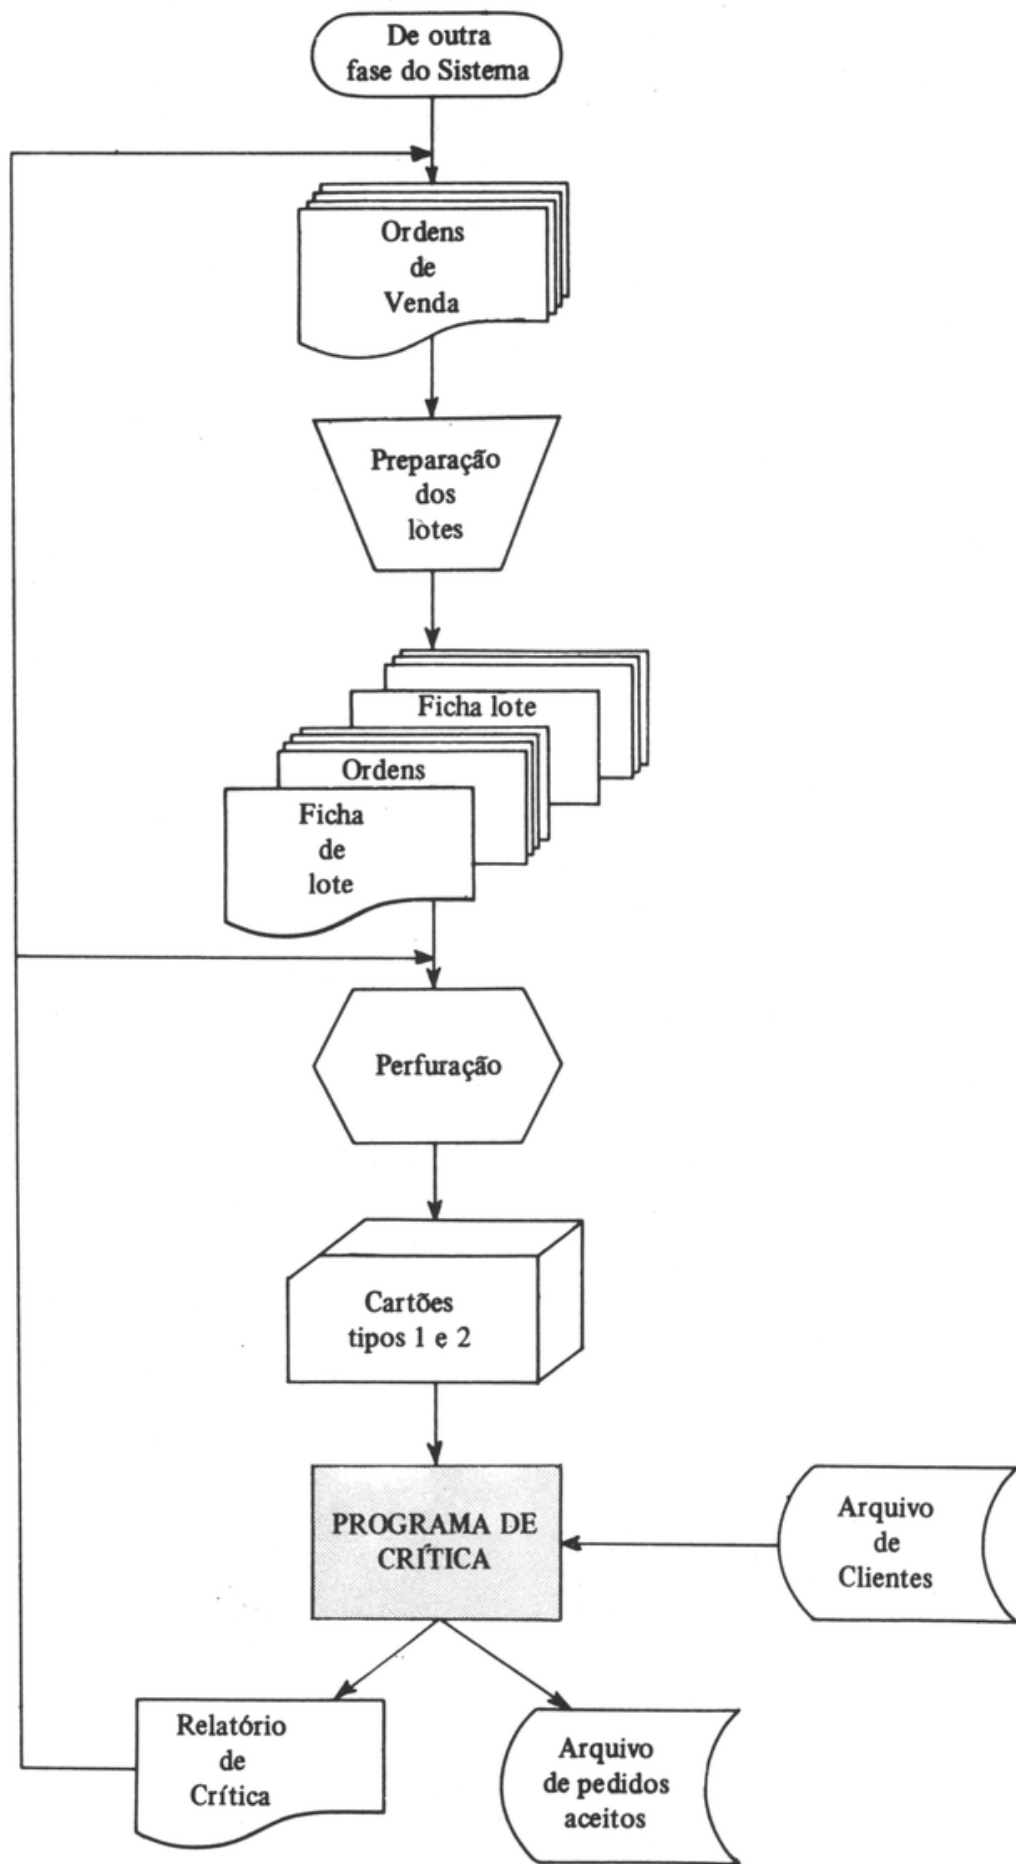 De outra
fase do Sistema
Ordens
de
Venda
Preparação
dos
lotes
Ficha lote
Ordens
Ficha
de
lote
Perfuração
Cartões
tipos 1 e 2
PROGRAMA DE
CRÍTICA
Arquivo
de
Clientes
Relatório
de
Crítica
Arquivo
de pedidos
aceitos